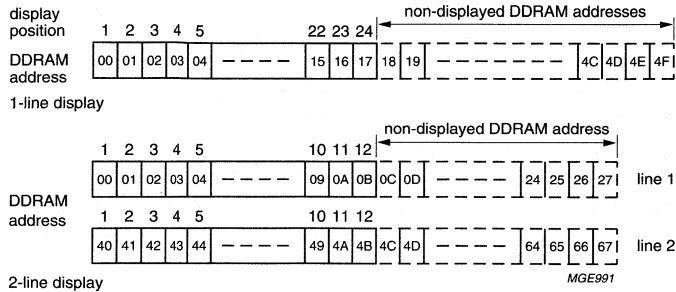 display position
non-displayed DDRAM addresses
1 2 3 4 5 22 23 24
DDRAM address
00 01 02 03 04 15 16 17 18 19 4C 4D 4E 4F
1-line display
non-displayed DDRAM address
1 2 3 4 5 10 11 12
00 01 02 03 04 09 0A 0B 0C 0D 24 25 26 27 line 1
DDRAM address
1 2 3 4 5 10 11 12
40 41 42 43 44 49 4A 4B 4C 4D 64 65 66 67 line 2
2-line display
MGE991